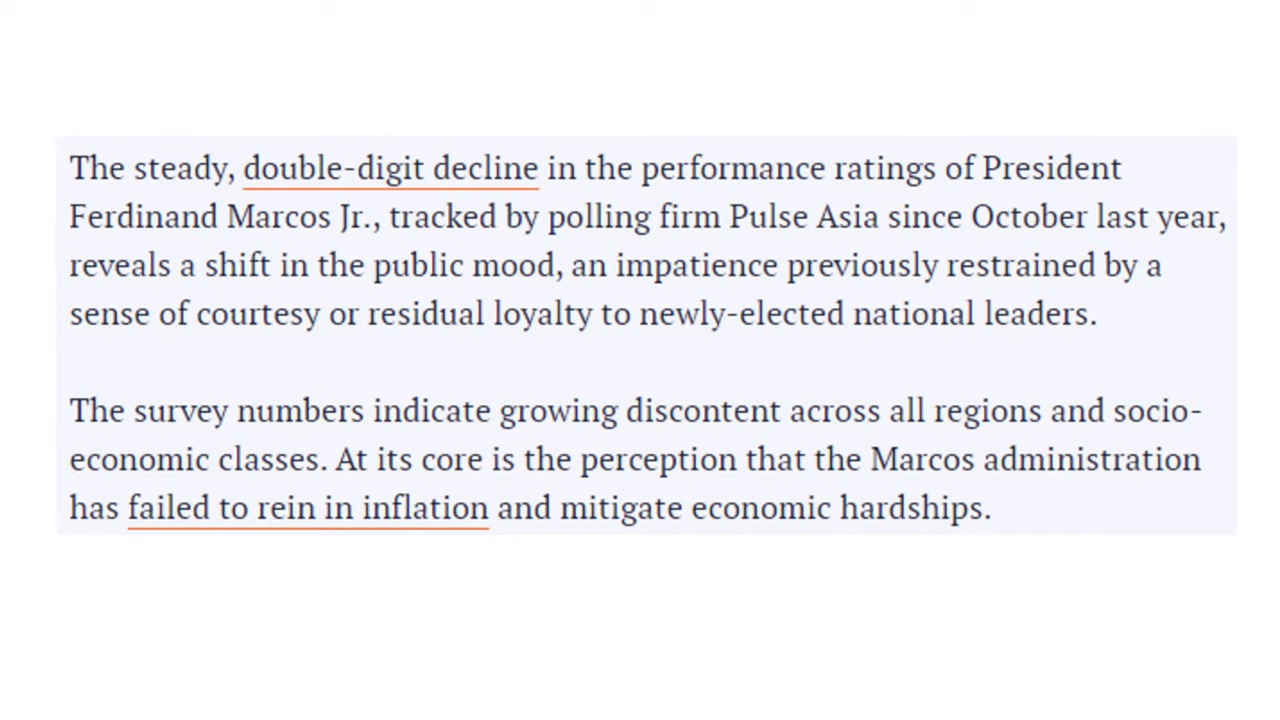 The steady, double-digit decline in the performance ratings of President
Ferdinand Marcos Jr., tracked by polling firm Pulse Asia since October last year,
reveals a shift in the public mood, an impatience previously restrained by a
sense of courtesy or residual loyalty to newly-elected national leaders.
The survey numbers indicate growing discontent across all regions and socio-
economic classes. At its core is the perception that the Marcos administration
has failed to rein in inflation and mitigate economic hardships.